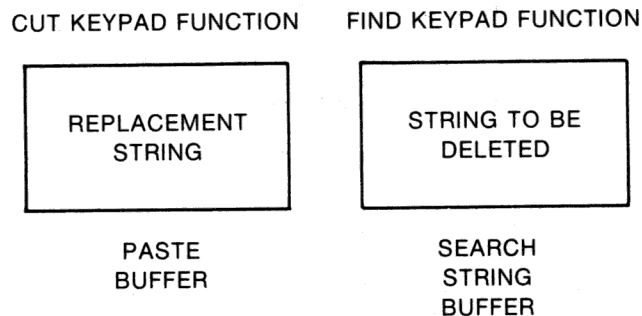 CUT KEYPAD FUNCTION
REPLACEMENT
STRING
PASTE
BUFFER
FIND KEYPAD FUNCTION
STRING TO BE
DELETED
SEARCH
STRING
BUFFER